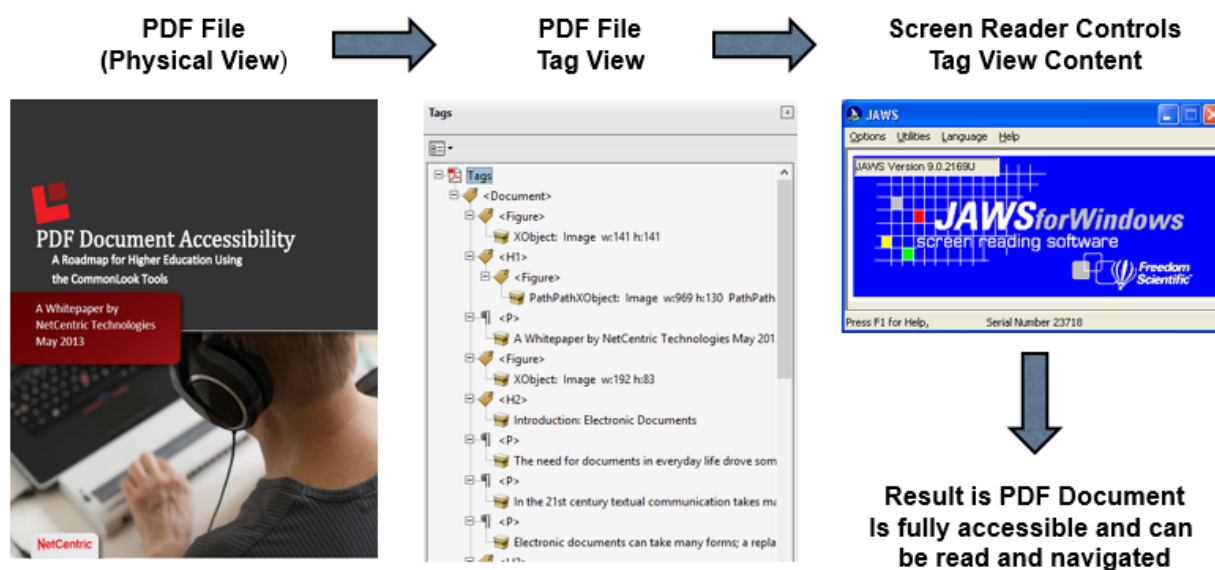 PDF File
(Physical View)
PDF File
Tag View
Screen Reader Controls
Tag View Content
PDF Document Accessibility
A Roadmap for Higher Education Using
the CommonLook Tools
A Whitepaper by
NetCentric Technologies
May 2013
NetCentric
Tags
Tags
<Document>
<Figure>
XObject: Image w:141 h:141
<H1>
<Figure>
PathPathXObject: Image w:969 h:130 PathPath
<P>
A Whitepaper by NetCentric Technologies May 201
<Figure>
XObject: Image w:192 h:83
<H2>
Introduction: Electronic Documents
<P>
The need for documents in everyday life drove som
<P>
In the 21st century textual communication takes ma
<P>
Electronic documents can take many forms; a repla
JAWS
Options Utilities Language Help
JAWS Version 9.0.2169U
JAWSforWindows
screen reading software
Freedom
Scientific
Press F1 for Help, Serial Number 23718
Result is PDF Document
Is fully accessible and can
be read and navigated